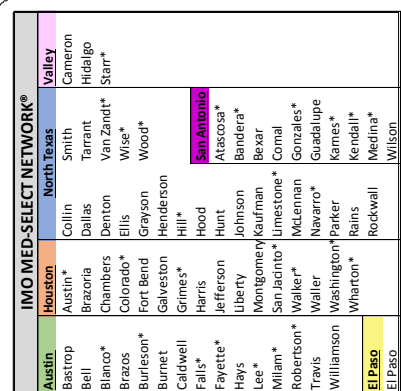 IMO MED-SELECT NETWORK®
Austin Houston North Texas Valley
Bastrop Austin* Collin Smith Cameron
Bell Brazoria Dallas Tarrant Hidalgo
Blanco* Chambers Denton Van Zandt* Starr*
Brazos Colorado* Ellis Wise*
Burleson* Fort Bend Grayson Wood*
Burnet Galveston Henderson
Caldwell Grimes* Hill*
Falls* Harris Hood San Antonio
Fayette* Jefferson Hunt Atascosa*
Hays Liberty Johnson Bandera*
Lee* Montgomery Kaufman Bexar
Milam* San Jacinto* Limestone* Comal
Robertson* Walker* McLennan Gonzales*
Travis Waller Navarro* Guadalupe
Williamson Washington* Parker Karnes*
Wharton* Rains Kendall*
El Paso Rockwall Medina*
El Paso Wilson